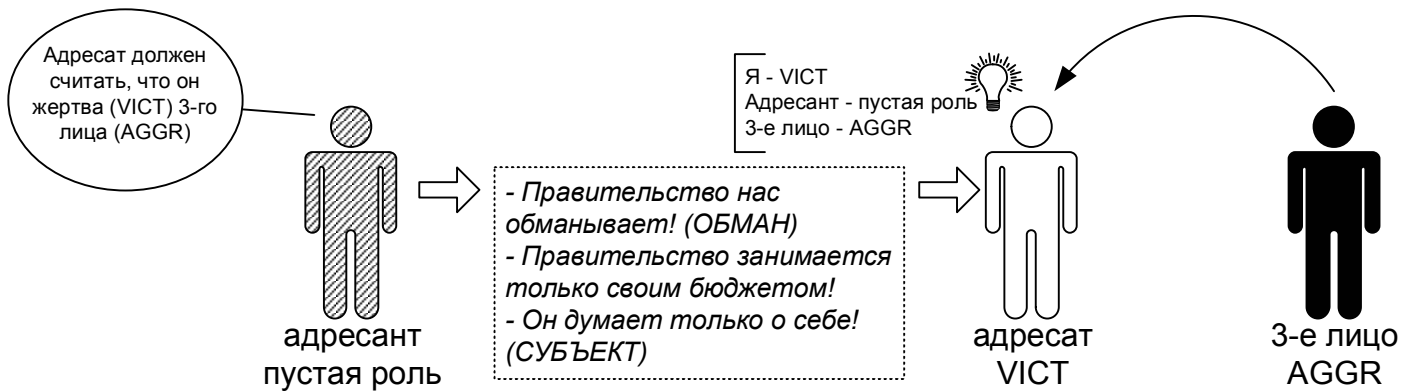 Адресат должен
считать, что он
жертва (VICT) 3-го
лица (AGGR)
Я - VICT
Адресант - пустая роль
3-е лицо - AGGR
- Правительство нас
обманывает! (ОБМАН)
- Правительство занимается
только своим бюджетом!
- Он думает только о себе!
(СУБЪЕКТ)
адресант
пустая роль
адресат
VICT
3-е лицо
AGGR